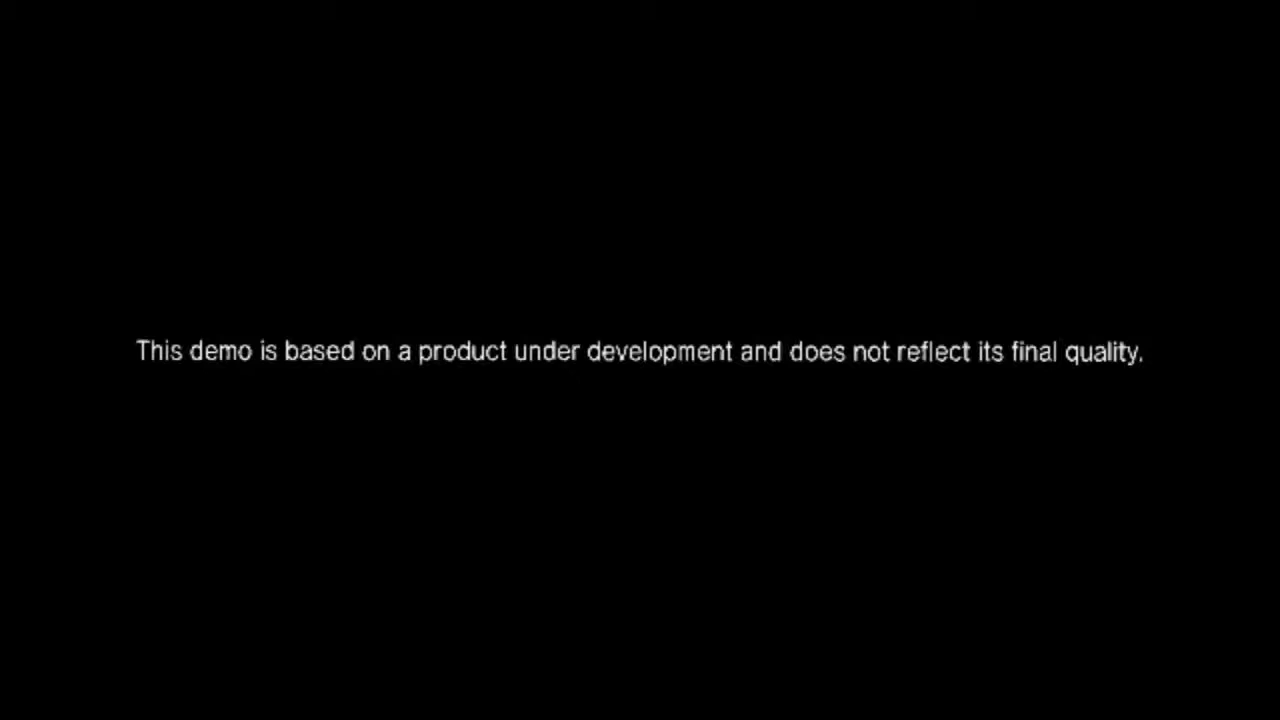 This demo is based on a product under development and does not reflect its final quality.